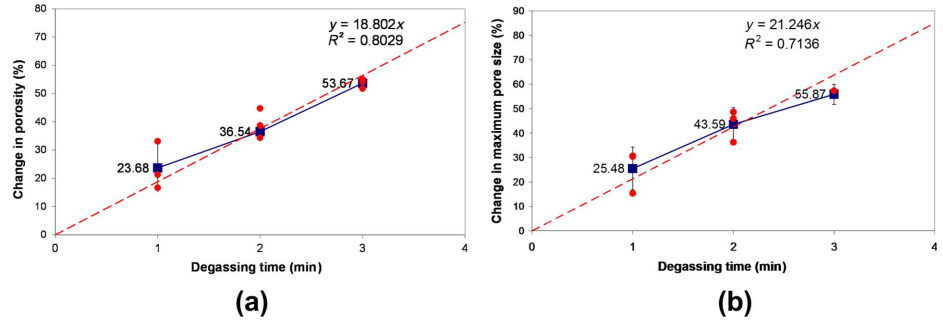 y = 18.802x
R² = 0.8029
Change in porosity (%)
80
70
60
50
40
30
20
10
0
23.68
36.54
53.67
0 1 2 3 4
Degassing time (min)
(a)
y = 21.246x
R² = 0.7136
Change in maximum pore size (%)
90
80
70
60
50
40
30
20
10
0
25.48
43.59
55.87
0 1 2 3 4
Degassing time (min)
(b)